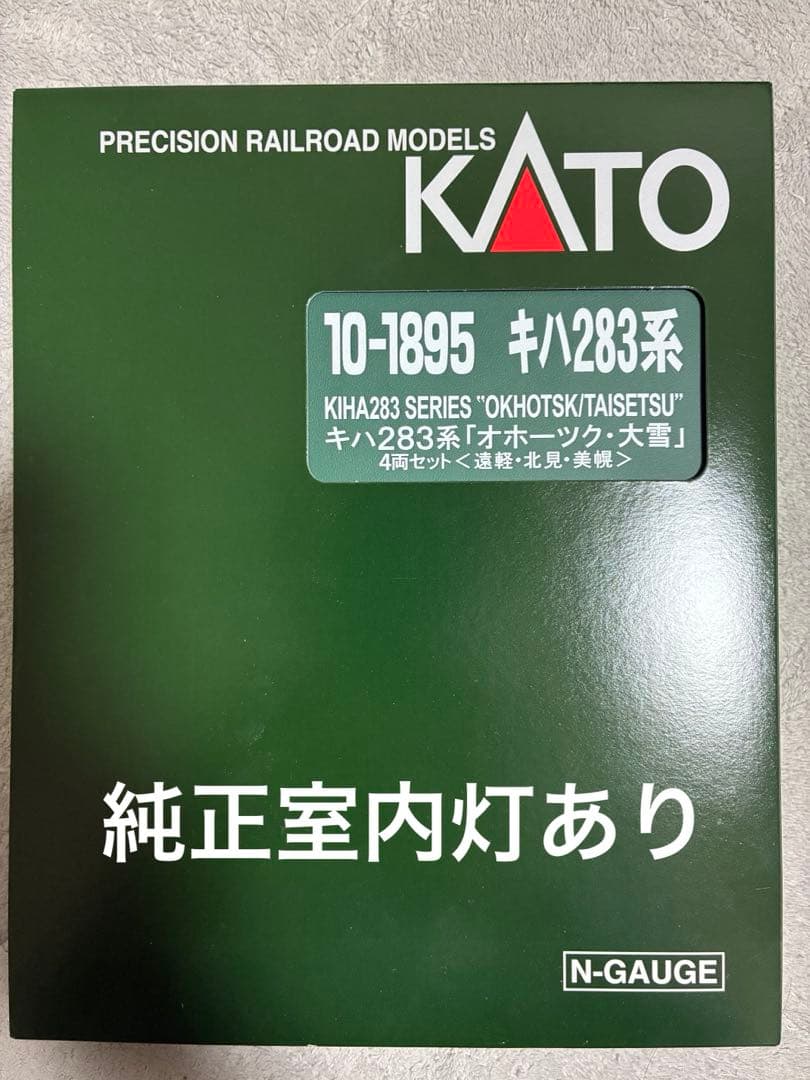 PRECISION RAILROAD MODELS
KATO
10-1895 キハ283系
KIHA283 SERIES “OKHOTSK/TAISETSU”
キハ283系「オホーツク・大雪」
4両セット＜遠軽・北見・美幌＞
純正室内灯あり
N-GAUGE